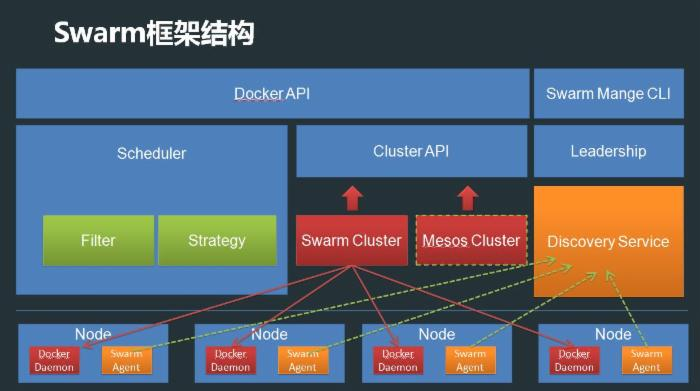 Swarm框架结构
Docker API
Swarm Mange CLI
Scheduler
Cluster API
Leadership
Filter
Strategy
Swarm Cluster
Mesos Cluster
Discovery Service
Node
Node
Node
Node
Docker
Daemon
Swarm
Agent
Docker
Daemon
Swarm
Agent
Docker
Daemon
Swarm
Agent
Docker
Daemon
Swarm
Agent